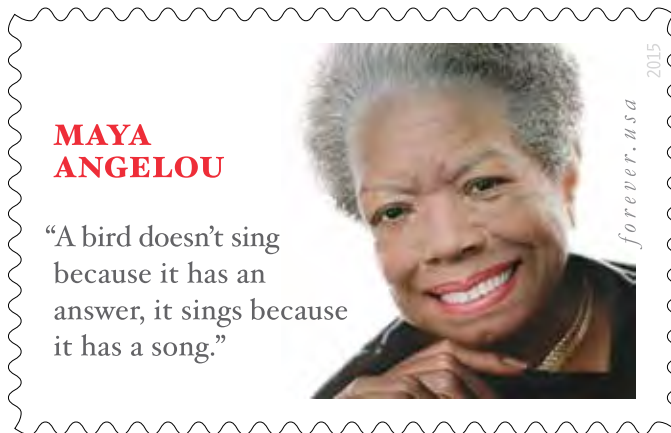 MAYA
ANGELOU
“A bird doesn’t sing
because it has an
answer, it sings because
it has a song.”
forever.usa
2015